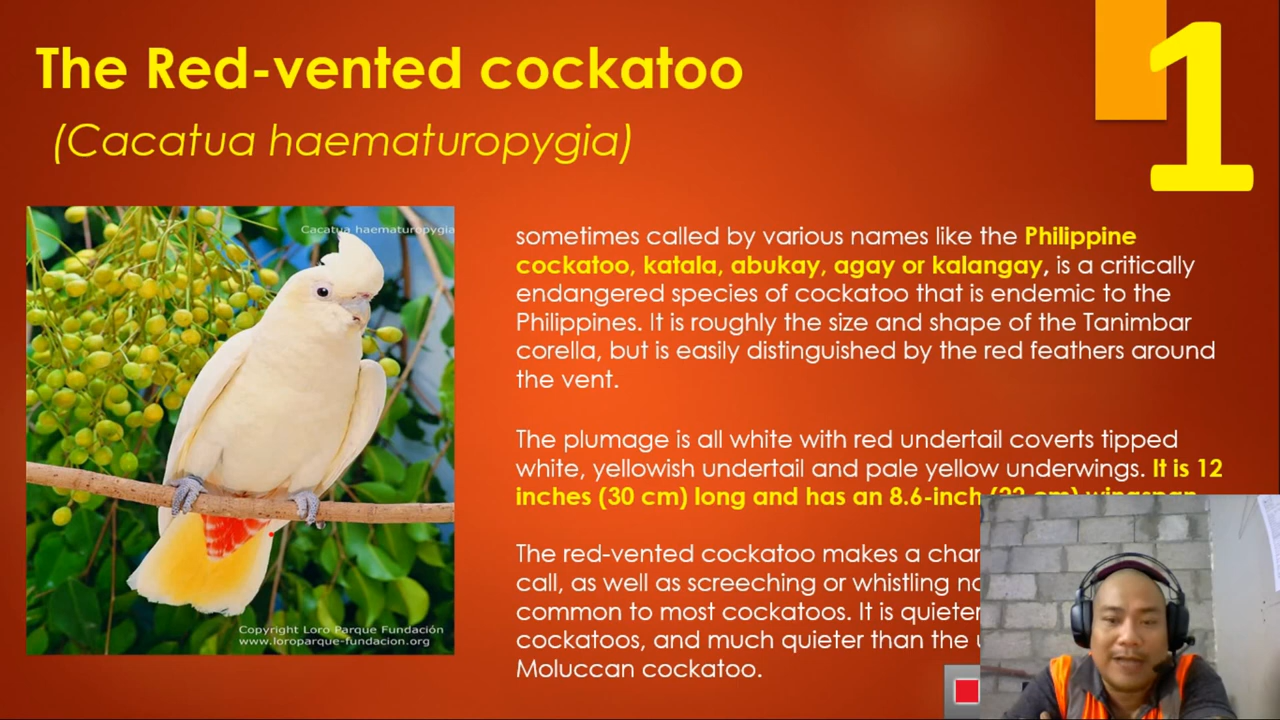 The Red-vented cockatoo
1
(Cacatua haematuropygia)
Cacatua haematuropygia
sometimes called by various names like the Philippine
cockatoo, katala, abukay, agay or kalangay, is a critically
endangered species of cockatoo that is endemic to the
Philippines. It is roughly the size and shape of the Tanimbar
corella, but is easily distinguished by the red feathers around
the vent.
The plumage is all white with red undertail coverts tipped
white, yellowish undertail and pale yellow underwings. It is 12
inches (30 cm) long and has an 8.6-inch (22 cm) wingspan
The red-vented cockatoo makes a
call, as well as screeching or whistling
common to most cockatoos. It is quieter
cockatoos, and much quieter than the
Moluccan cockatoo.
Copyright Loro Parque Fundación
www.loroparque-fundacion.org